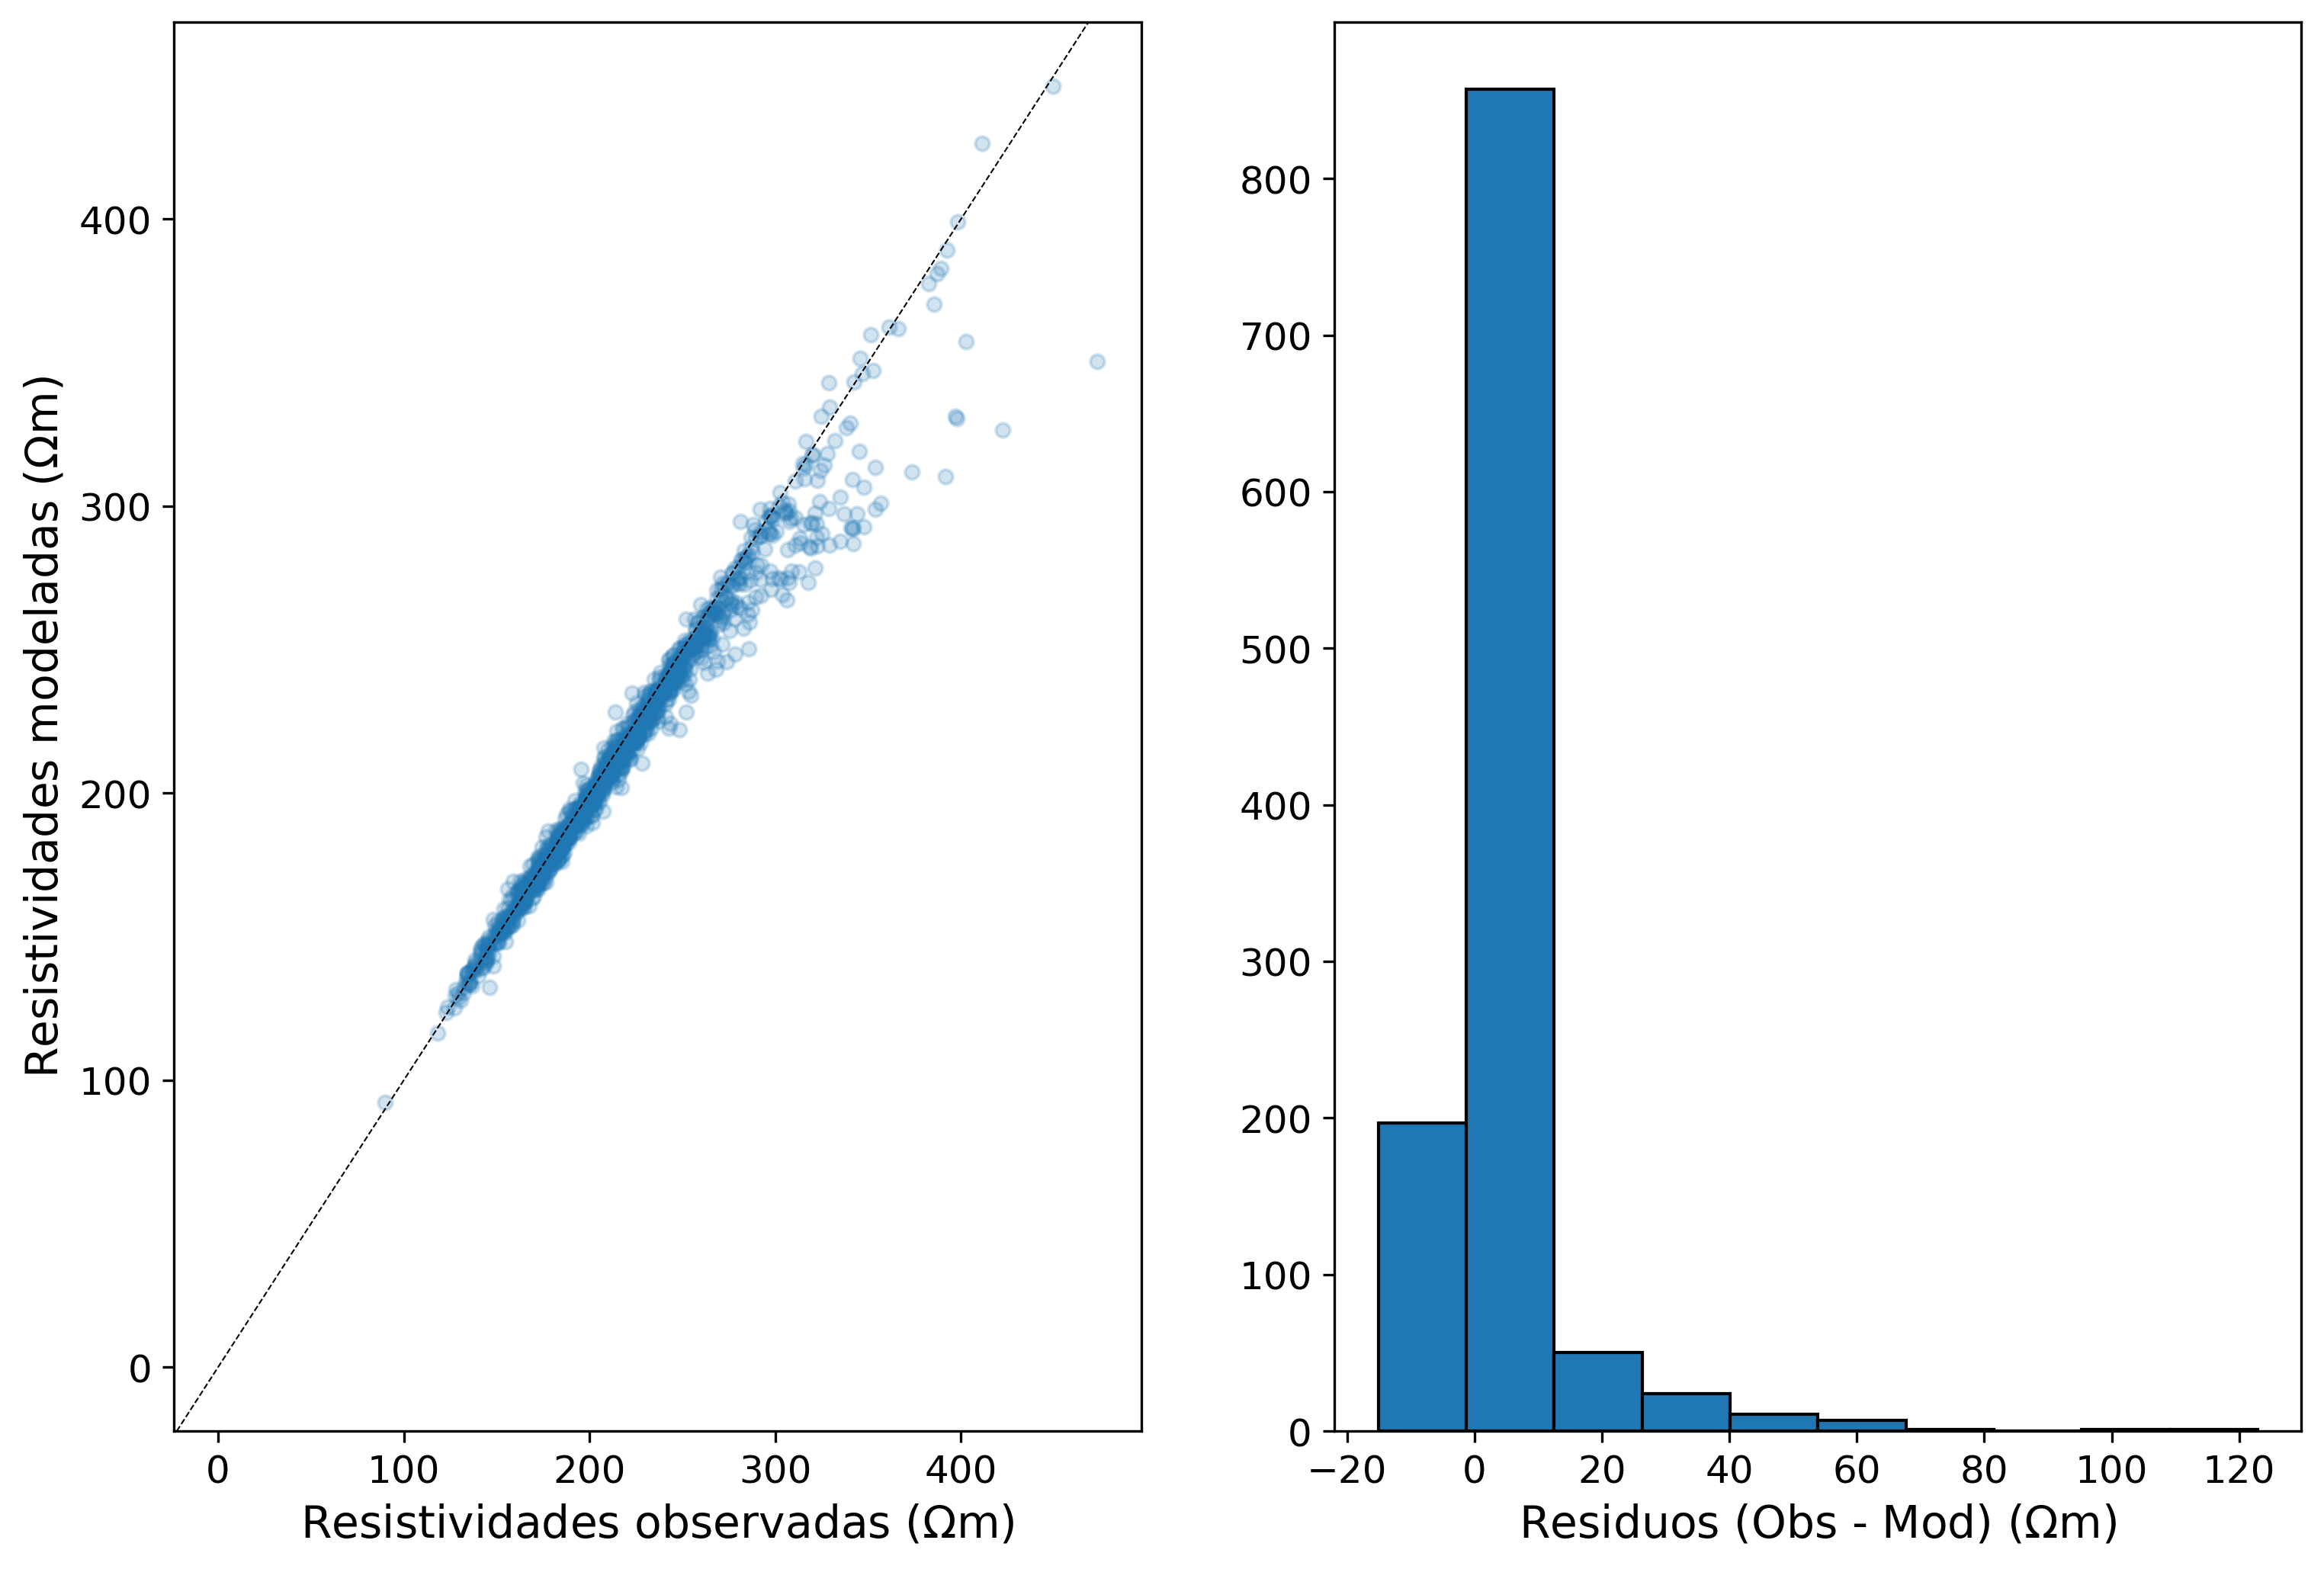 400
300
200
100
0
Resistividades modeladas (Ωm)
0 100 200 300 400
Resistividades observadas (Ωm)
800
700
600
500
400
300
200
100
0
−20 0 20 40 60 80 100 120
Residuos (Obs - Mod) (Ωm)